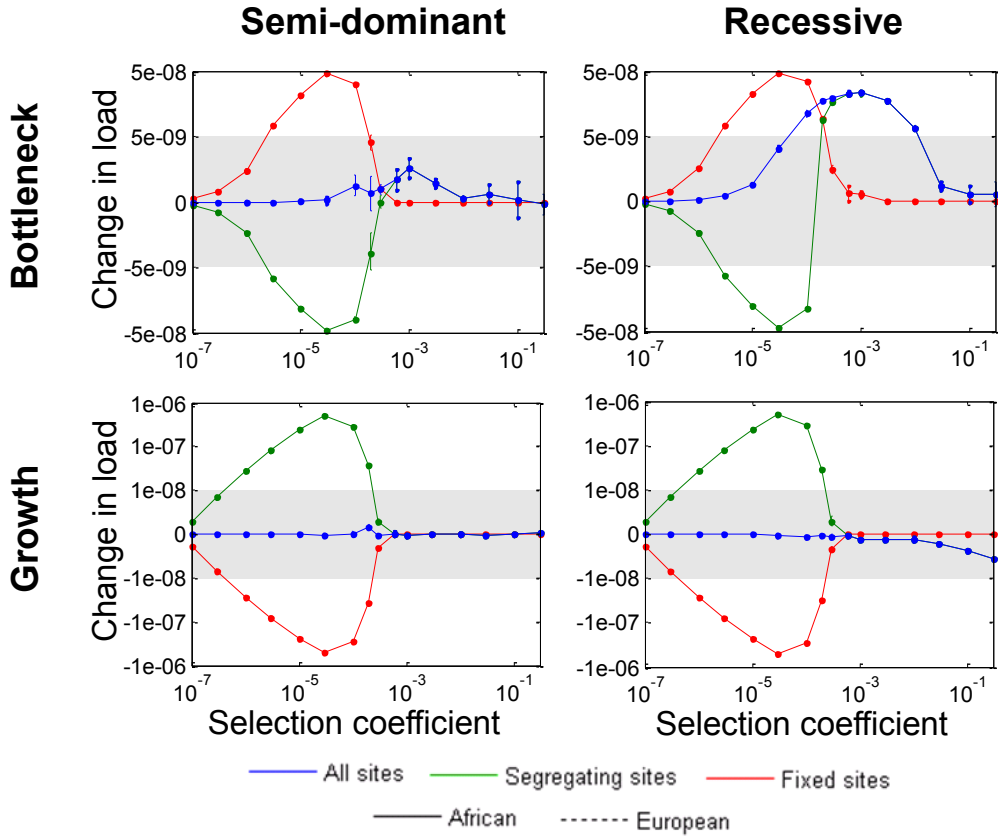 Semi-dominant
Recessive
Bottleneck
Change in load
5e-08
5e-09
0
-5e-09
-5e-08
10-7
10-5
10-3
10-1
5e-08
5e-09
0
-5e-09
-5e-08
10-7
10-5
10-3
10-1
Growth
Change in load
1e-06
1e-07
1e-08
0
-1e-08
-1e-07
-1e-06
10-7
10-5
10-3
10-1
Selection coefficient
1e-06
1e-07
1e-08
0
-1e-08
-1e-07
-1e-06
10-7
10-5
10-3
10-1
Selection coefficient
All sites
Segregating sites
Fixed sites
African
European